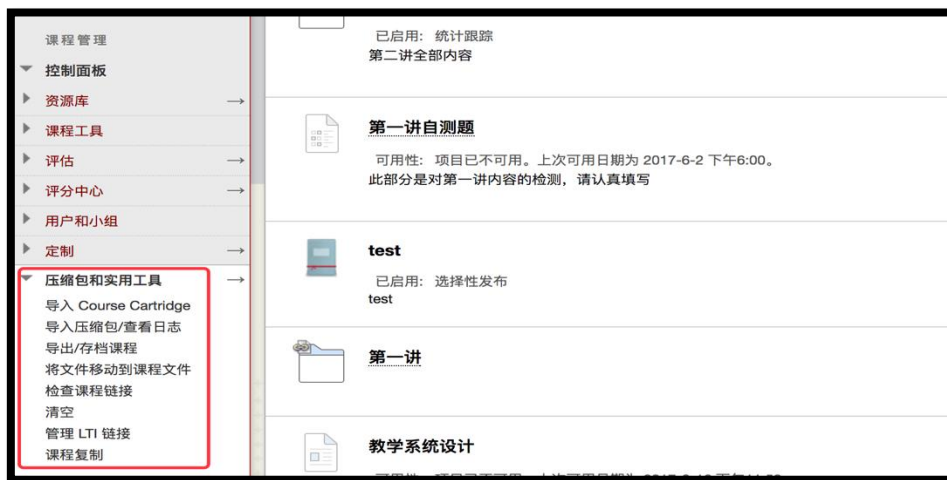 课程管理
控制面板
资源库
课程工具
评估
评分中心
用户和小组
定制
压缩包和实用工具
导入 Course Cartridge
导入压缩包/查看日志
导出/存档课程
将文件移动到课程文件
检查课程链接
清空
管理 LTI 链接
课程复制
已启用: 统计跟踪
第二讲全部内容
第一讲自测题
可用性: 项目已不可用。上次可用日期为 2017-6-2 下午6:00。
此部分是对第一讲内容的检测，请认真填写
test
已启用: 选择性发布
test
第一讲
教学系统设计